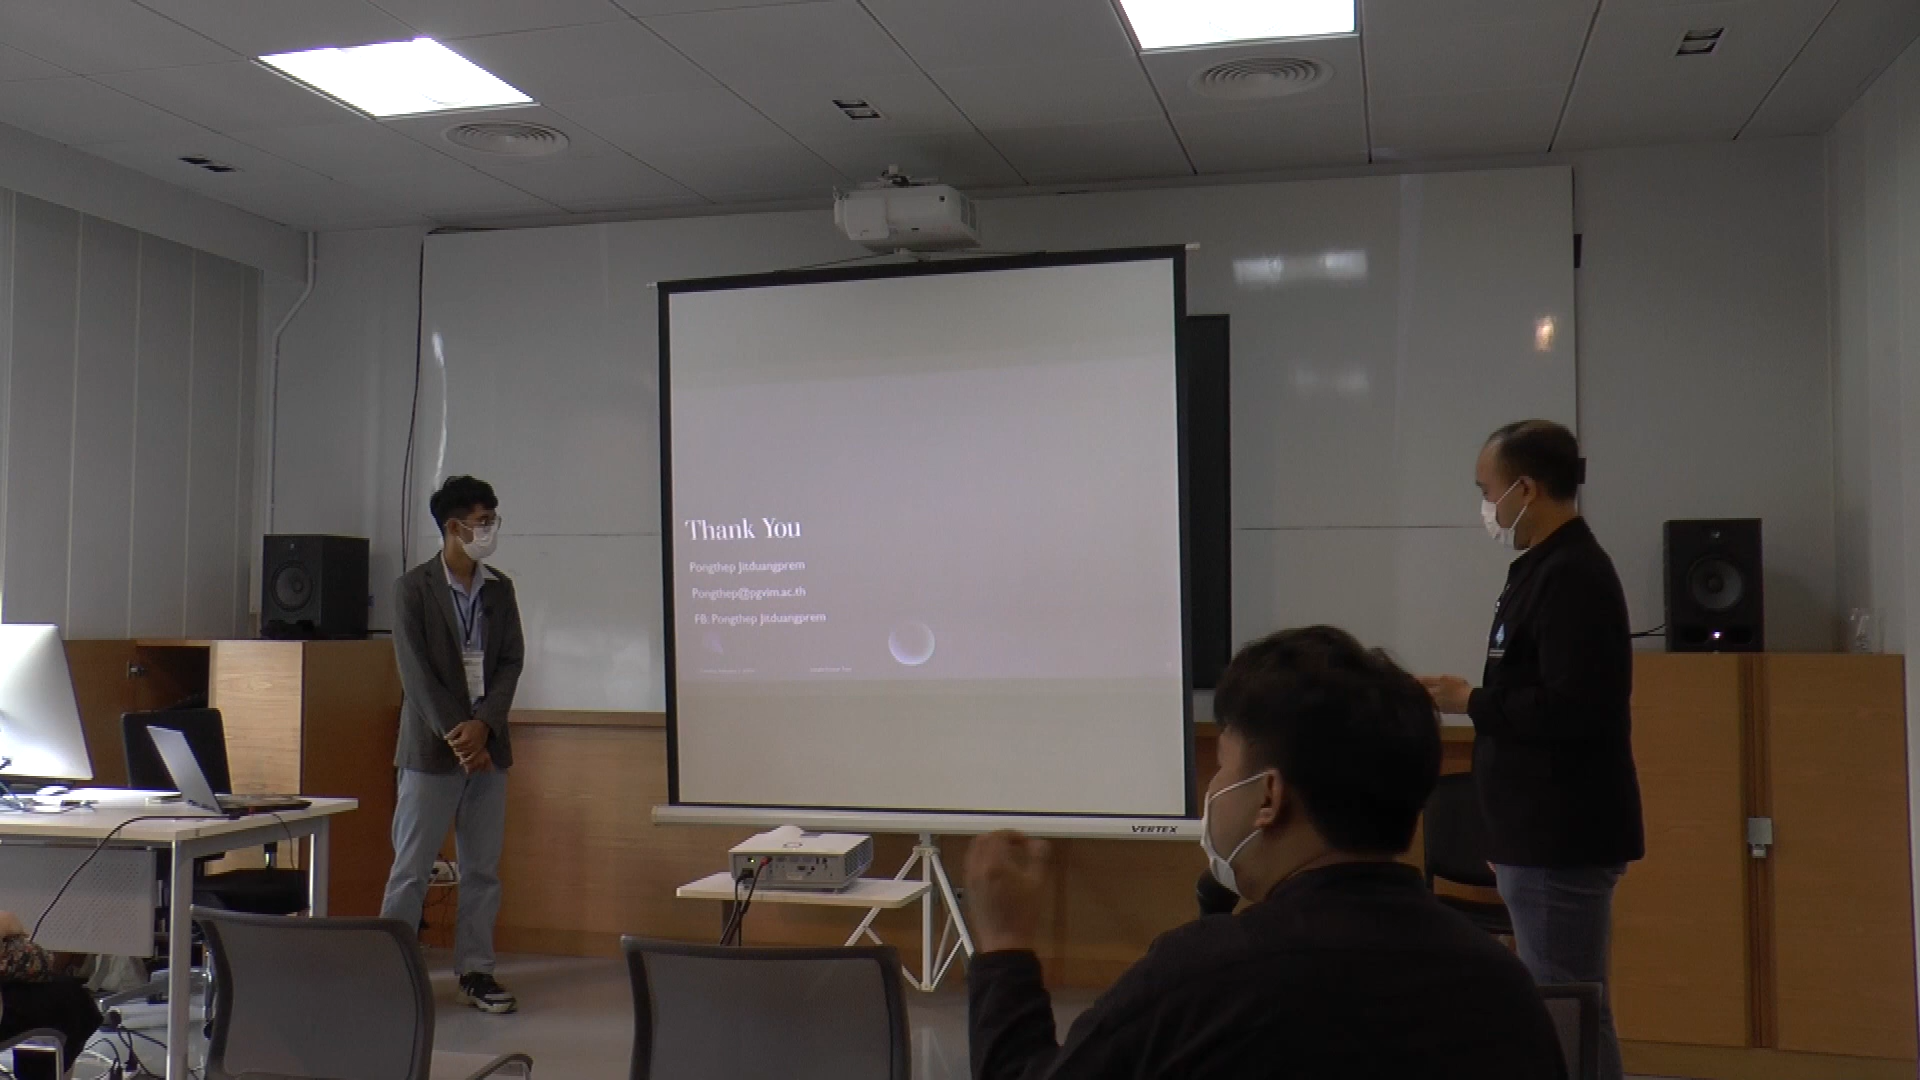 Thank You
Pongthep Jitduangprem
Pongthep@pgvim.ac.th
FB: Pongthep Jitduangprem
VERTEX